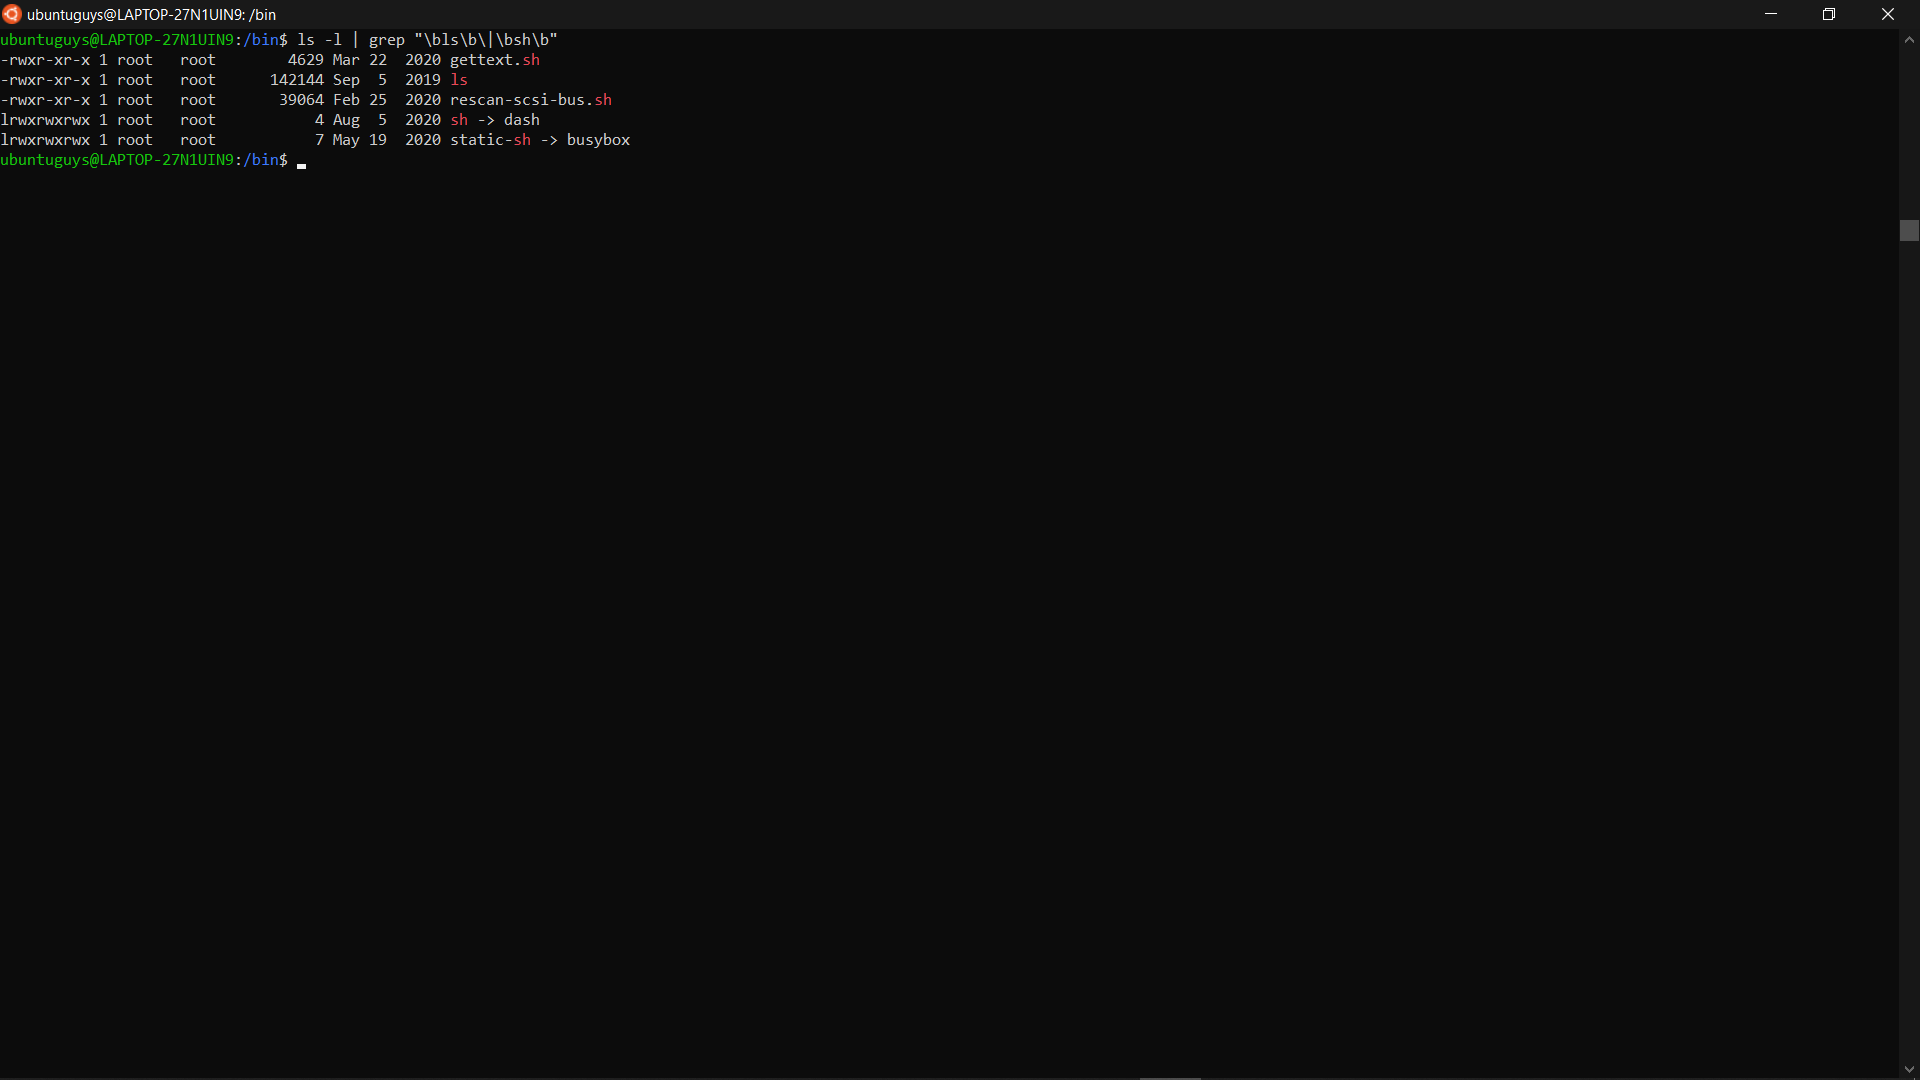 ubuntuguys@LAPTOP-27N1UIN9: /bin
ubuntuguys@LAPTOP-27N1UIN9:/bin$ ls -l | grep "\bls\b\|\bsh\b"
-rwxr-xr-x 1 root   root        4629 Mar 22  2020 gettext.sh
-rwxr-xr-x 1 root   root      142144 Sep  5  2019 ls
-rwxr-xr-x 1 root   root       39064 Feb 25  2020 rescan-scsi-bus.sh
lrwxrwxrwx 1 root   root           4 Aug  5  2020 sh -> dash
lrwxrwxrwx 1 root   root           7 May 19  2020 static-sh -> busybox
ubuntuguys@LAPTOP-27N1UIN9:/bin$